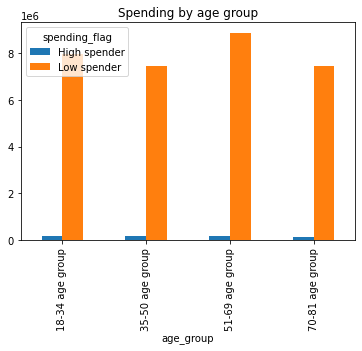 Spending by age group
1e6
spending_flag
High spender
Low spender
8
6
4
2
0
18-34 age group
35-50 age group
51-69 age group
70-81 age group
age_group